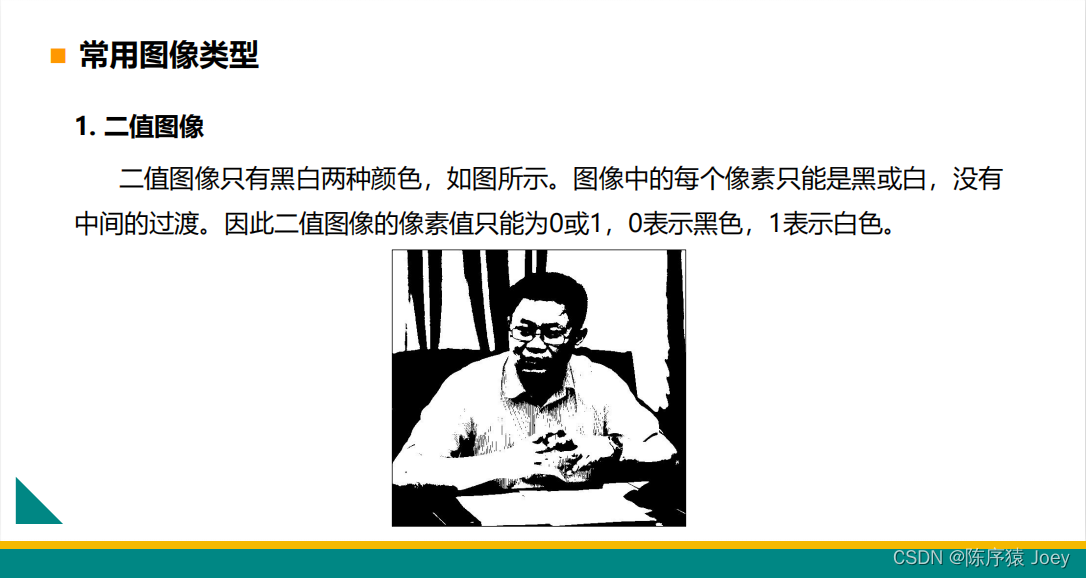 常用图像类型
1. 二值图像
二值图像只有黑白两种颜色，如图所示。图像中的每个像素只能是黑或白，没有
中间的过渡。因此二值图像的像素值只能为0或1，0表示黑色，1表示白色。
CSDN @陈序猿 Joey